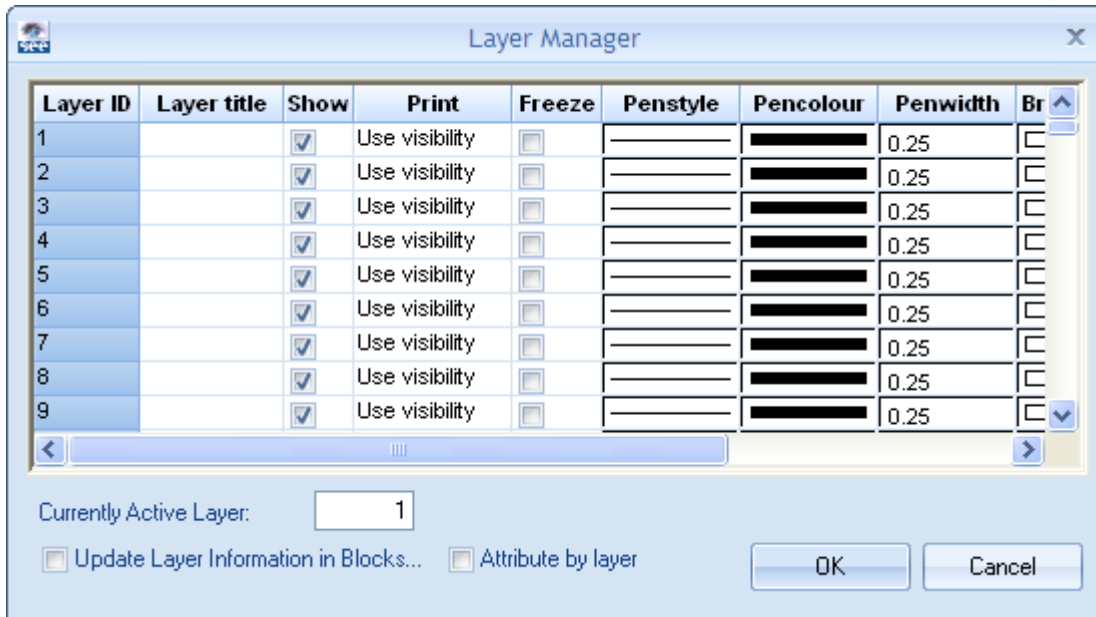 see
Layer Manager
Layer ID Layer title Show Print Freeze Penstyle Pencolour Penwidth Br
1 Use visibility 0.25
2 Use visibility 0.25
3 Use visibility 0.25
4 Use visibility 0.25
5 Use visibility 0.25
6 Use visibility 0.25
7 Use visibility 0.25
8 Use visibility 0.25
9 Use visibility 0.25
Currently Active Layer: 1
Update Layer Information in Blocks... Attribute by layer OK Cancel